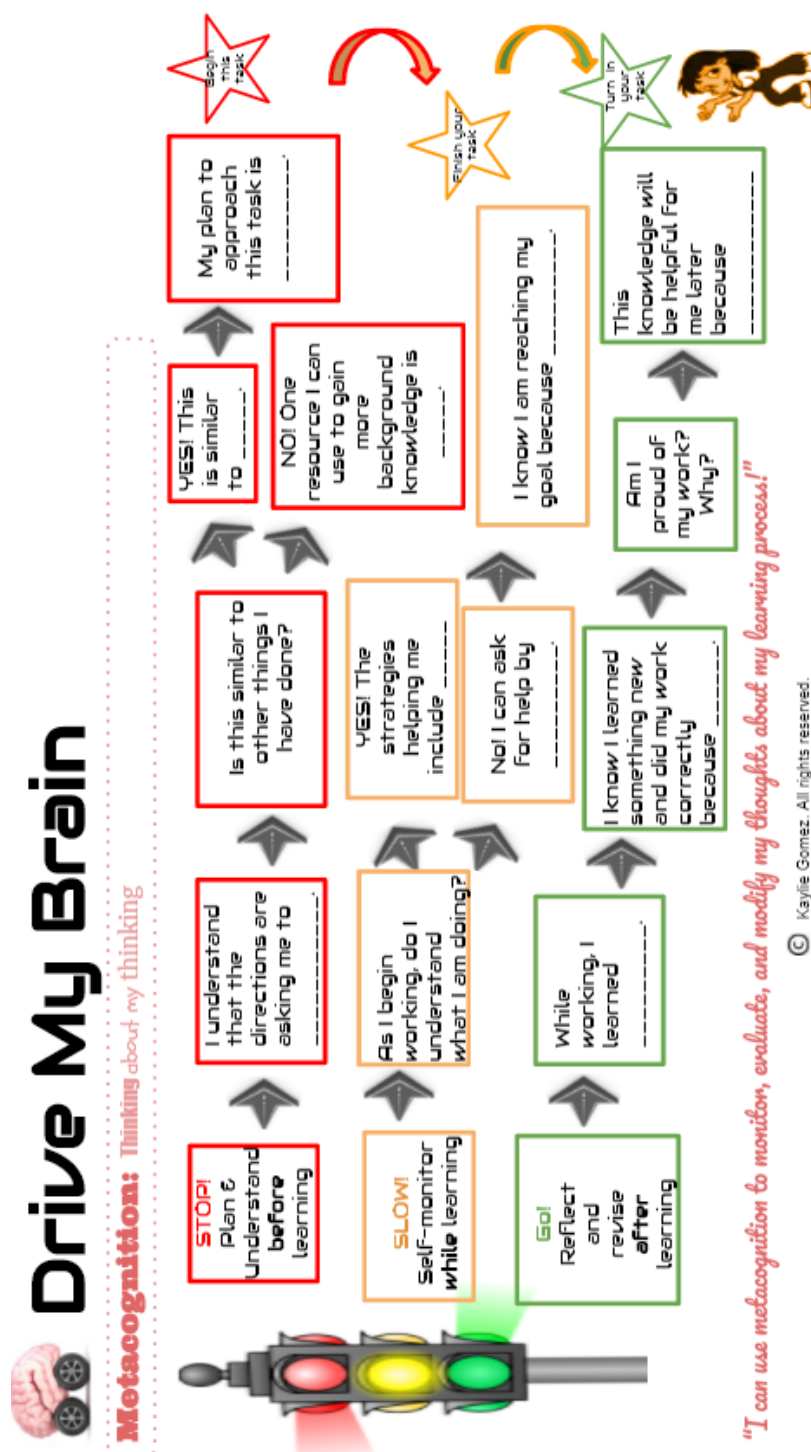 Drive My Brain
Metacognition: Thinking about my thinking
STOP!
Plan &
Understand
before
learning
I understand
that the
directions are
asking me to
__________.
Is this similar to
other things I
have done?
YES! This
is similar
to _____.
NO! One
resource I can
use to gain
more
background
knowledge is
_____.
My plan to
approach
this task is
__________.
Begin
this
task
SLOW!
Self-monitor
while learning
As I begin
working, do I
understand
what I am doing?
YES! The
strategies
helping me
include _____
No! I can ask
for help by
__________.
I know I am reaching my
goal because __________.
Finish your
task
Go!
Reflect
and
revise
after
learning
While
working, I
learned
__________.
I know I learned
something new
and did my work
correctly
because ______.
Am I
proud of
my work?
Why?
This
knowledge will
be helpful for
me later
because
_______________
Turn in
your
task
"I can use metacognition to monitor, evaluate, and modify my thoughts about my learning process!"
© Kaylie Gomez. All rights reserved.